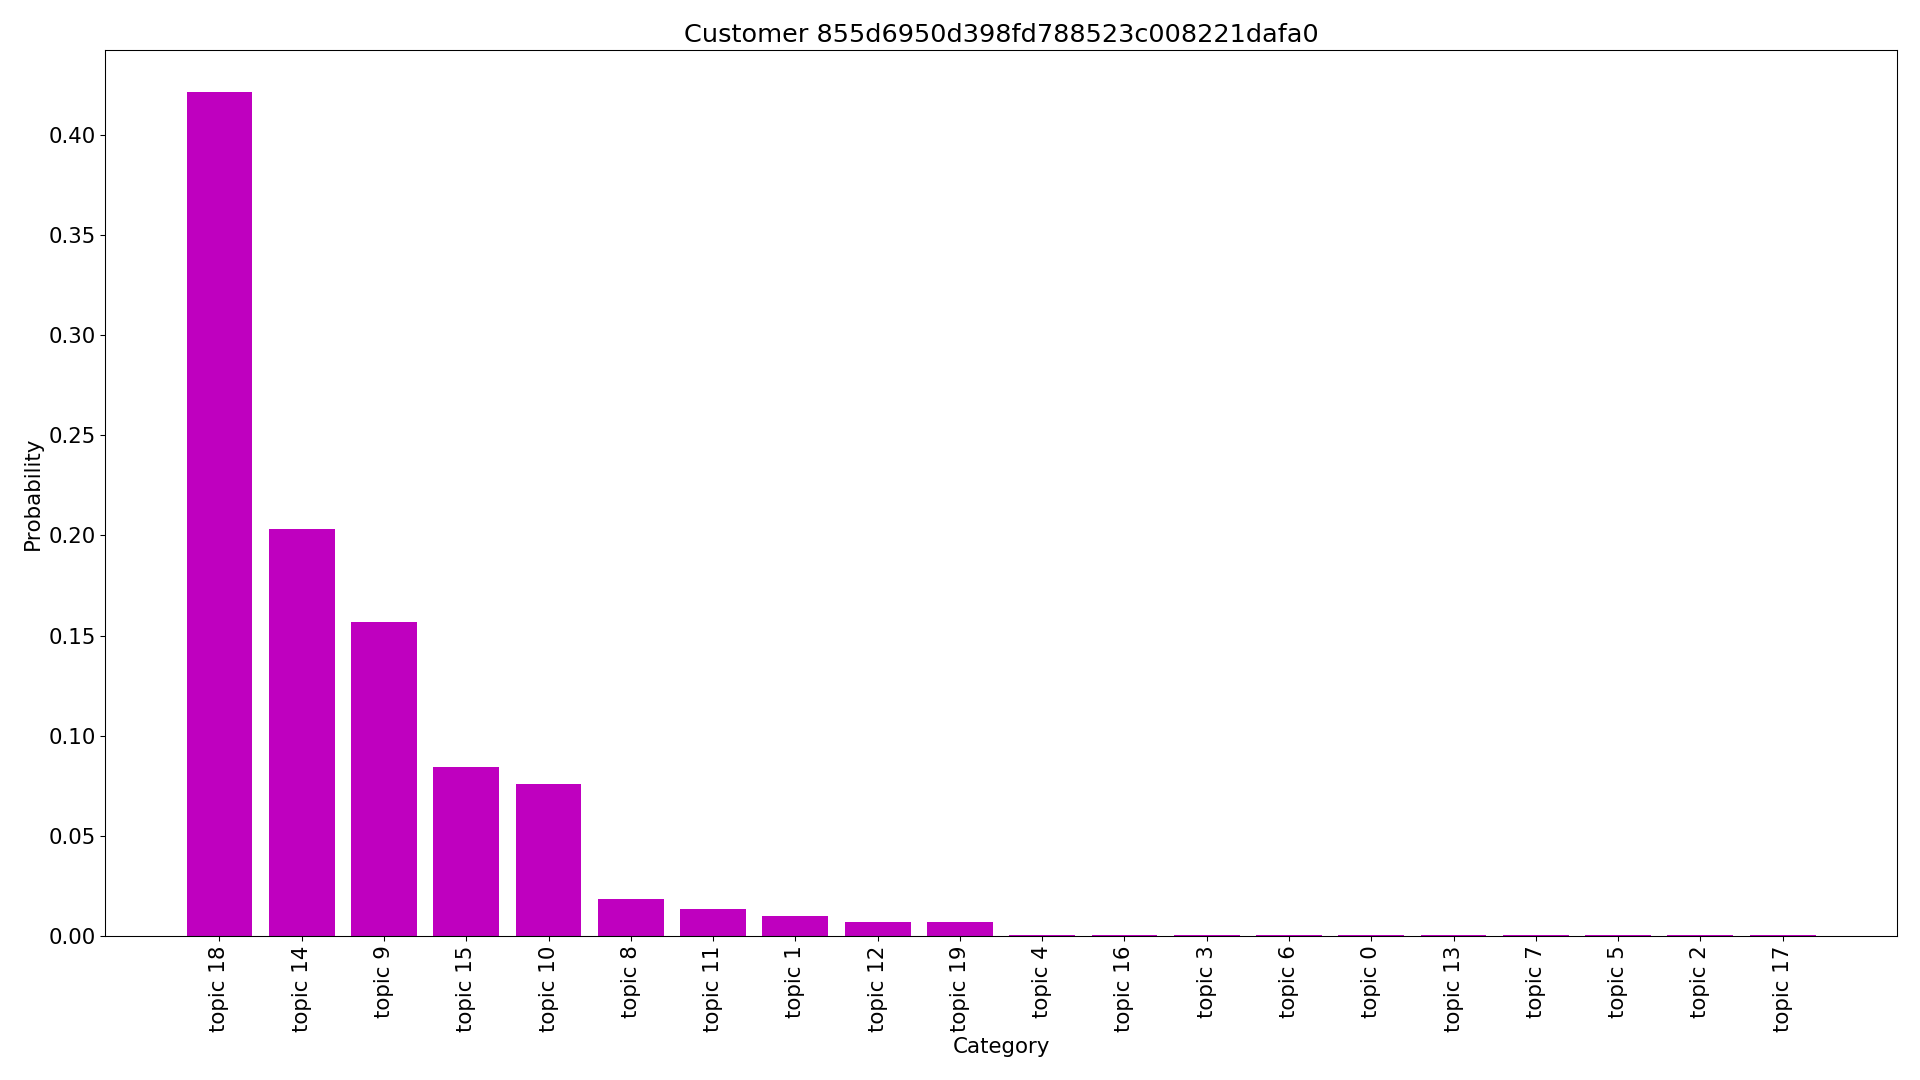 Customer 855d6950d398fd788523c008221dafa0
Probability
0.40
0.35
0.30
0.25
0.20
0.15
0.10
0.05
0.00
topic 18
topic 14
topic 9
topic 15
topic 10
topic 8
topic 11
topic 1
topic 12
topic 19
topic 4
topic 16
topic 3
topic 6
topic 0
topic 13
topic 7
topic 5
topic 2
topic 17
Category